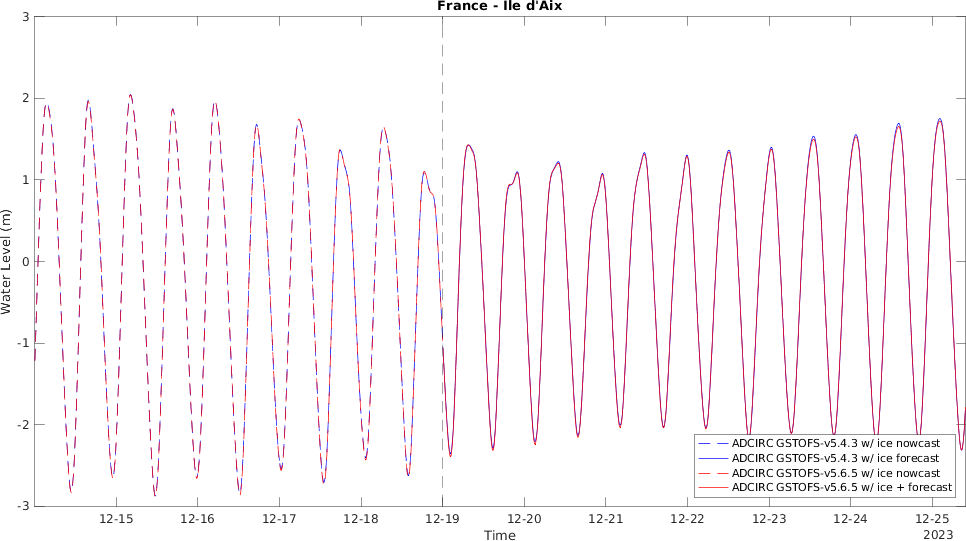 France - Ile d'Aix
3
2
1
0
-1
-2
-3
Water Level (m)
ADCIRC GSTOFS-v5.4.3 w/ ice nowcast
ADCIRC GSTOFS-v5.4.3 w/ ice forecast
ADCIRC GSTOFS-v5.6.5 w/ ice nowcast
ADCIRC GSTOFS-v5.6.5 w/ ice + forecast
12-15 12-16 12-17 12-18 12-19 12-20 12-21 12-22 12-23 12-24 12-25
Time
2023